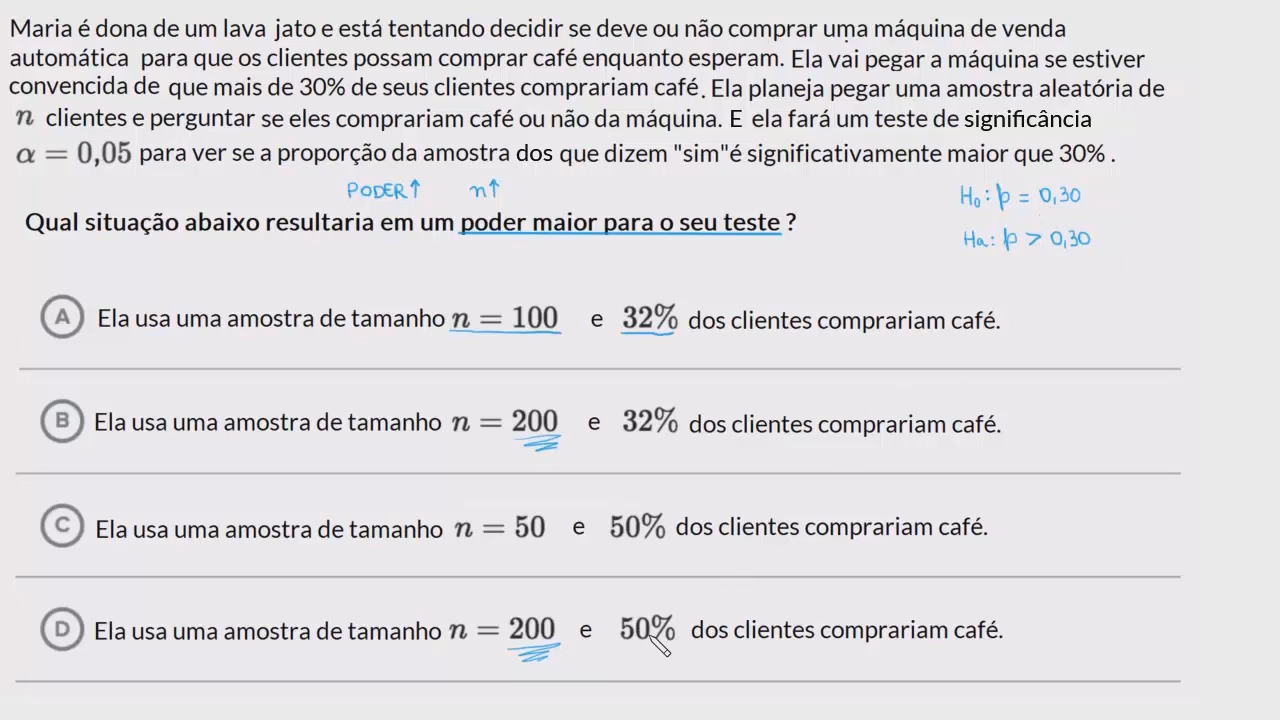 Maria é dona de um lava jato e está tentando decidir se deve ou não comprar uma máquina de venda
automática para que os clientes possam comprar café enquanto esperam. Ela vai pegar a máquina se estiver
convencida de que mais de 30% de seus clientes comprariam café. Ela planeja pegar uma amostra aleatória de
n clientes e perguntar se eles comprariam café ou não da máquina. E ela fará um teste de significância
α = 0,05 para ver se a proporção da amostra dos que dizem "sim"é significativamente maior que 30% .
PODER↑ n↑
H₀: p = 0,30
Qual situação abaixo resultaria em um poder maior para o seu teste ?
Ha: p > 0,30
A Ela usa uma amostra de tamanho n = 100 e 32% dos clientes comprariam café.
B Ela usa uma amostra de tamanho n = 200 e 32% dos clientes comprariam café.
C Ela usa uma amostra de tamanho n = 50 e 50% dos clientes comprariam café.
D Ela usa uma amostra de tamanho n = 200 e 50% dos clientes comprariam café.